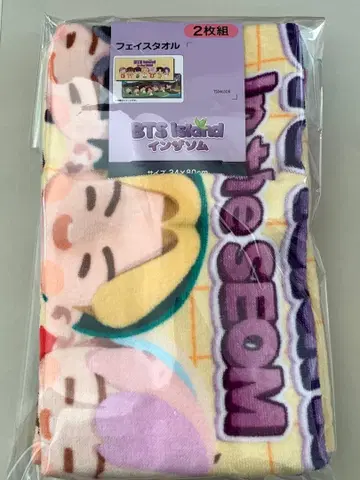 2枚組
フェイスタオル
BTS Island
インザソム
サイズ 34×80cm
In the SEOM